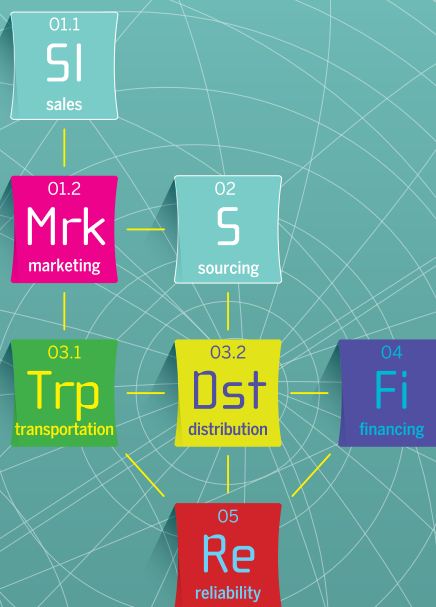 01.1
Sl
sales
01.2
Mrk
marketing
02
S
sourcing
03.1
Trp
transportation
03.2
Dst
distribution
04
Fi
financing
05
Re
reliability